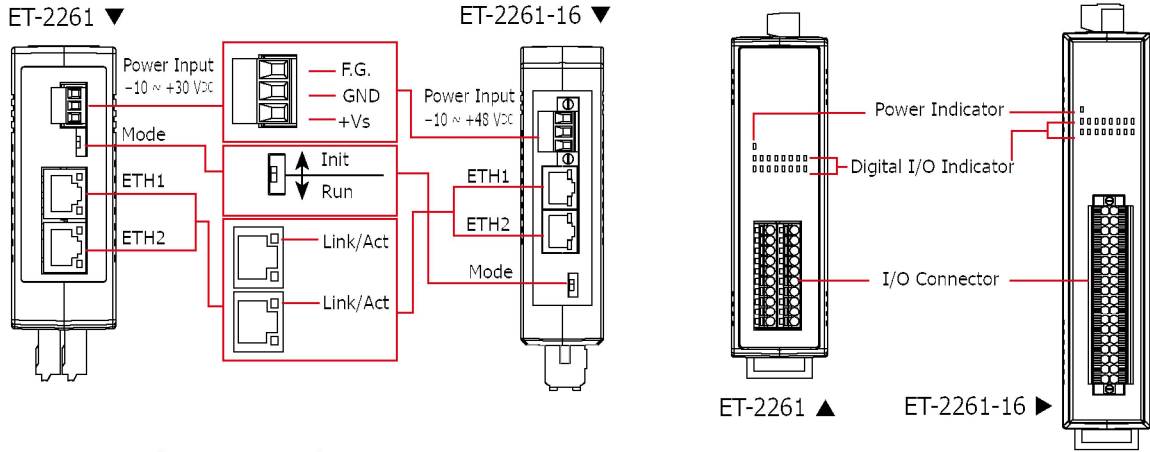 ET-2261 ▼
ET-2261-16 ▼
Power Input
–10 ~ +30 VDC
F.G.
GND
+Vs
Power Input
–10 ~ +48 VDC
Mode
Init
Run
ETH1
ETH2
ETH1
ETH2
Link/Act
Link/Act
Mode
Power Indicator
Digital I/O Indicator
I/O Connector
ET-2261 ▲
ET-2261-16 ▶